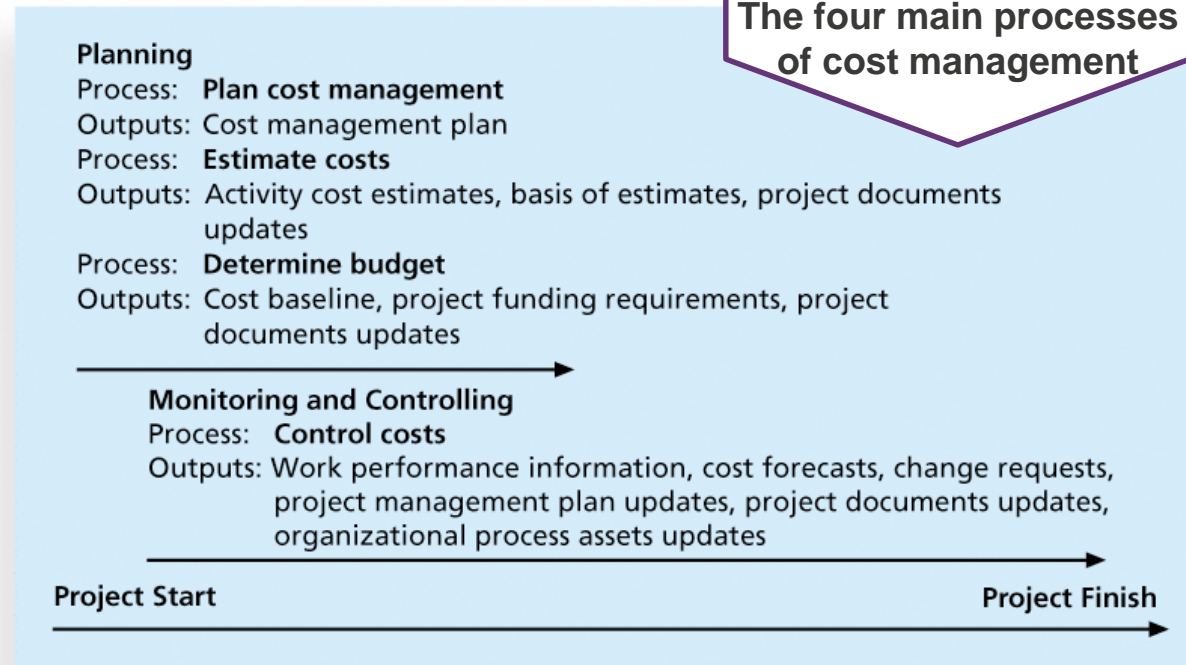 The four main processes
of cost management
Planning
Process: Plan cost management
Outputs: Cost management plan
Process: Estimate costs
Outputs: Activity cost estimates, basis of estimates, project documents
updates
Process: Determine budget
Outputs: Cost baseline, project funding requirements, project
documents updates
Monitoring and Controlling
Process: Control costs
Outputs: Work performance information, cost forecasts, change requests,
project management plan updates, project documents updates,
organizational process assets updates
Project Start
Project Finish